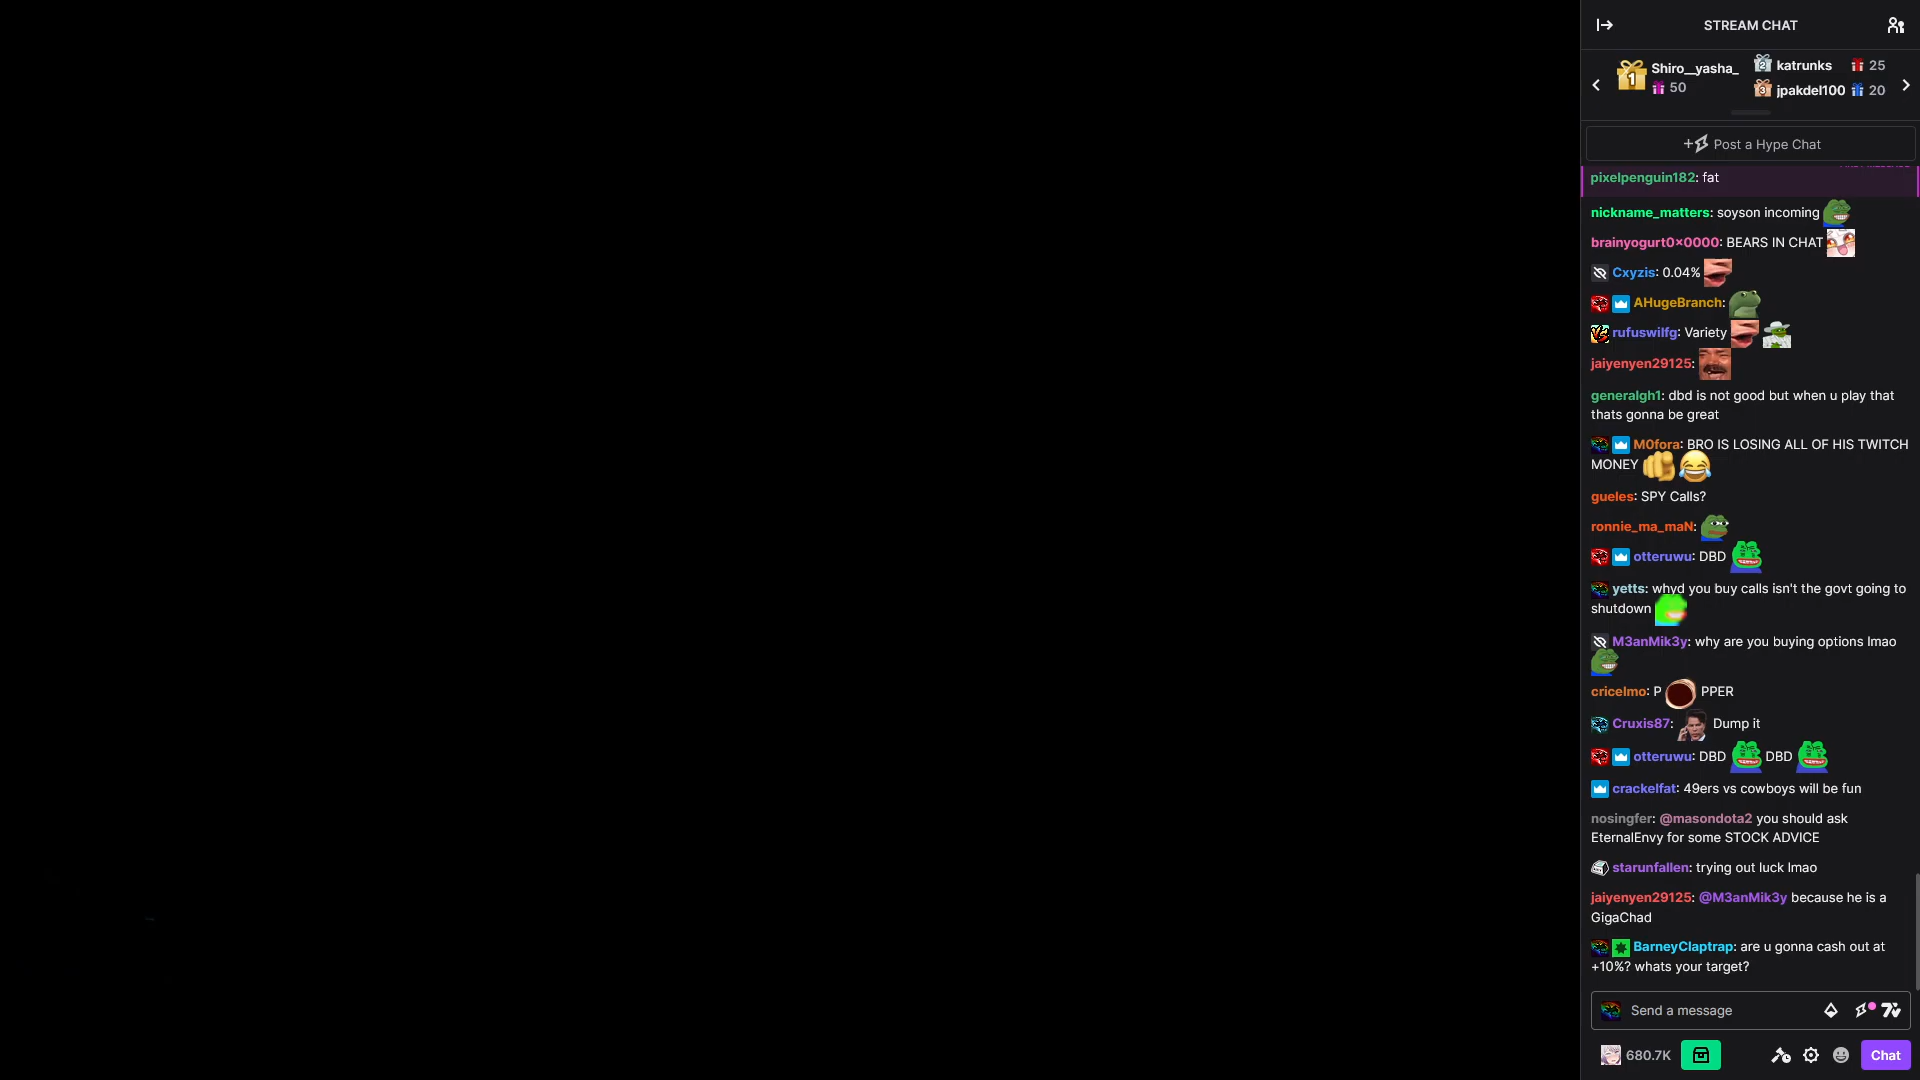 STREAM CHAT
1
Shiro__yasha_
50
2
katrunks
25
3
jpakdel100
20
Post a Hype Chat
pixelpenguin182: fat
nickname_matters: soyson incoming
brainyogurt0x0000: BEARS IN CHAT
Cxyzis: 0.04%
AHugeBranch:
rufuswilfg: Variety
jaiyenyen29125:
generalgh1: dbd is not good but when u play that
thats gonna be great
M0fora: BRO IS LOSING ALL OF HIS TWITCH
MONEY
gueles: SPY Calls?
ronnie_ma_maN:
otteruwu: DBD
yetts: whyd you buy calls isn't the govt going to
shutdown
M3anMik3y: why are you buying options lmao
cricelmo: P PPER
Cruxis87: Dump it
otteruwu: DBD DBD
crackelfat: 49ers vs cowboys will be fun
nosingfer: @masondota2 you should ask
EternalEnvy for some STOCK ADVICE
starunfallen: trying out luck lmao
jaiyenyen29125: @M3anMik3y because he is a
GigaChad
BarneyClaptrap: are u gonna cash out at
+10%? whats your target?
Send a message
680.7K
Chat